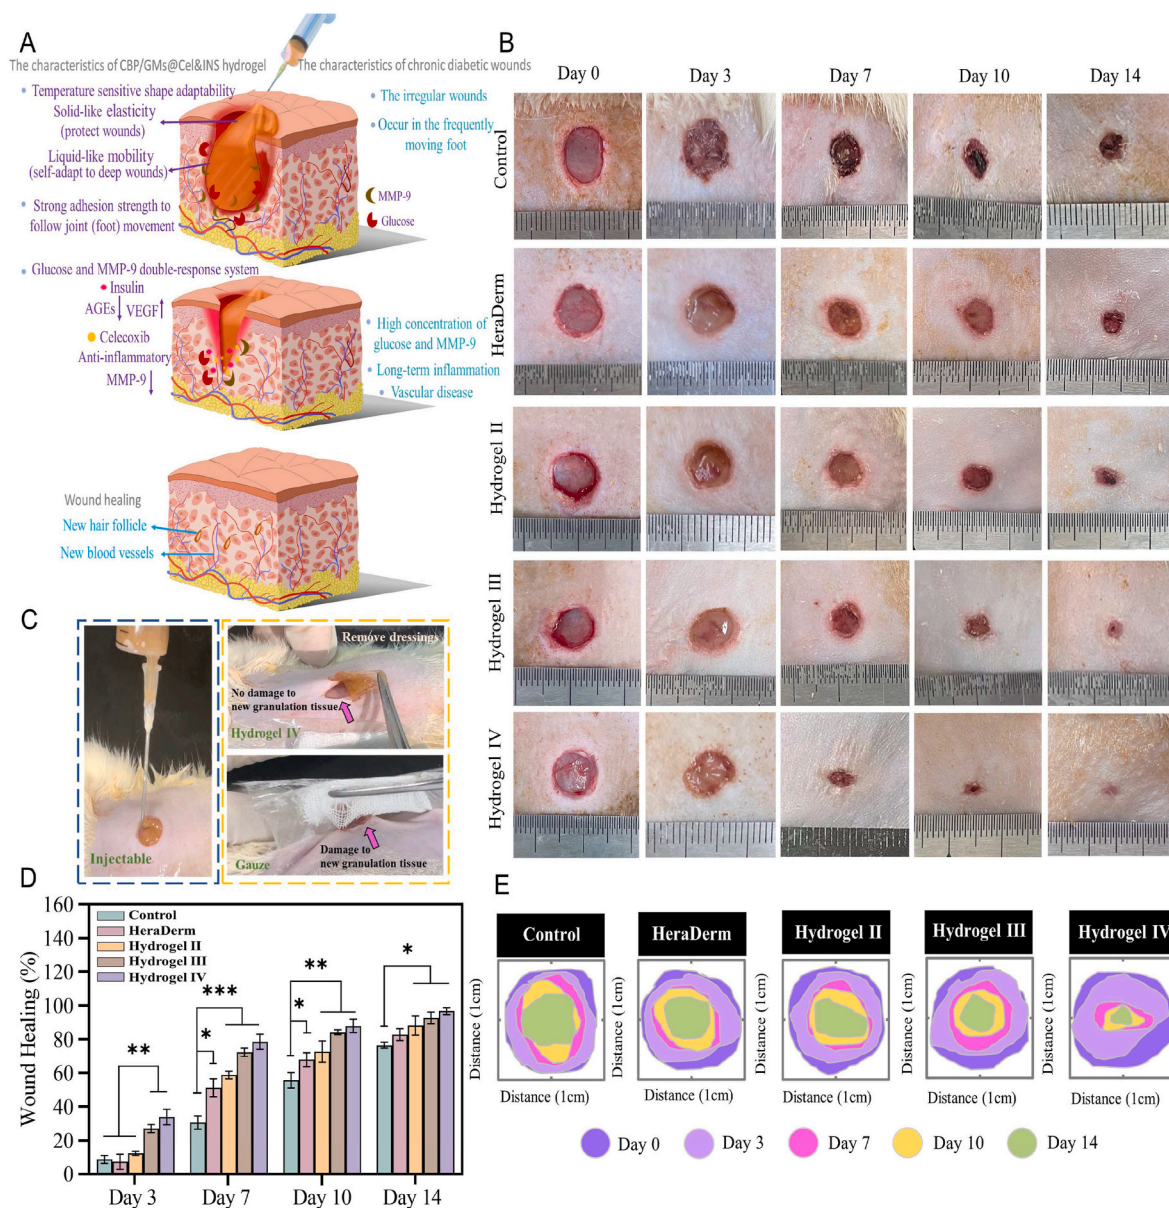 A
The characteristics of CBP/GMs@Cel&INS hydrogel
The characteristics of chronic diabetic wounds
Temperature sensitive shape adaptability
Solid-like elasticity
(protect wounds)
Liquid-like mobility
(self-adapt to deep wounds)
Strong adhesion strength to
follow joint (foot) movement
The irregular wounds
Occur in the frequently
moving foot
MMP-9
Glucose
Glucose and MMP-9 double-response system
Insulin
AGEs
VEGF
Celecoxib
Anti-inflammatory
MMP-9
High concentration of
glucose and MMP-9
Long-term inflammation
Vascular disease
Wound healing
New hair follicle
New blood vessels
B
Day 0
Day 3
Day 7
Day 10
Day 14
Control
HeraDerm
Hydrogel II
Hydrogel III
Hydrogel IV
C
Injectable
Remove dressings
No damage to
new granulation tissue
Hydrogel IV
Damage to
new granulation tissue
Gauze
D
Wound Healing (%)
160
140
120
100
80
60
40
20
0
Control
HeraDerm
Hydrogel II
Hydrogel III
Hydrogel IV
**
*
***
*
**
*
Day 3
Day 7
Day 10
Day 14
E
Control
HeraDerm
Hydrogel II
Hydrogel III
Hydrogel IV
Distance (1cm)
Distance (1cm)
Distance (1cm)
Distance (1cm)
Distance (1cm)
Distance (1cm)
Distance (1cm)
Distance (1cm)
Distance (1cm)
Distance (1cm)
Day 0
Day 3
Day 7
Day 10
Day 14